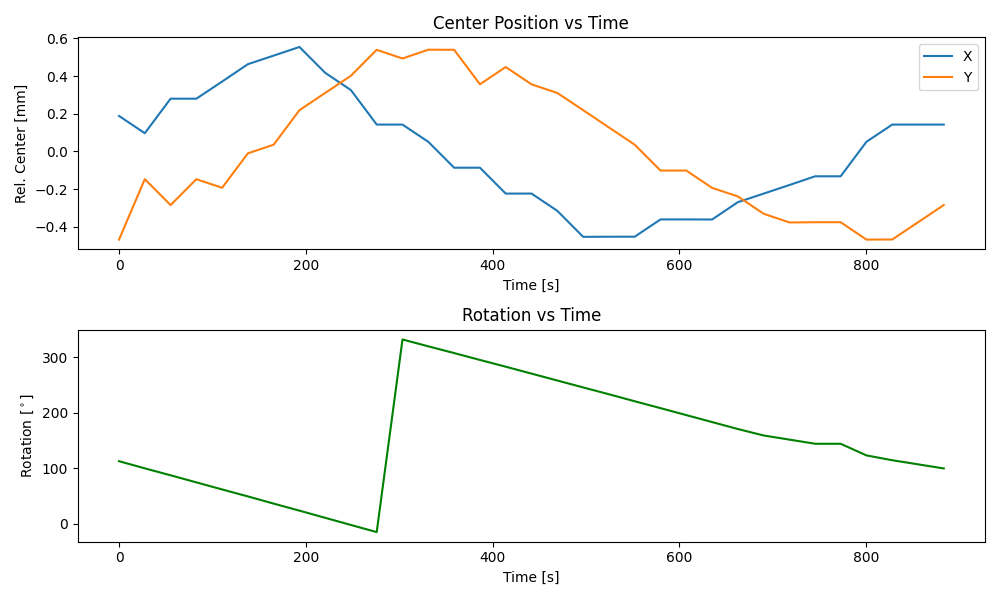 Center Position vs Time
Rel. Center [mm]
0.6
0.4
0.2
0.0
−0.2
−0.4
X
Y
0 200 400 600 800
Time [s]
Rotation vs Time
Rotation [°]
300
200
100
0
0 200 400 600 800
Time [s]